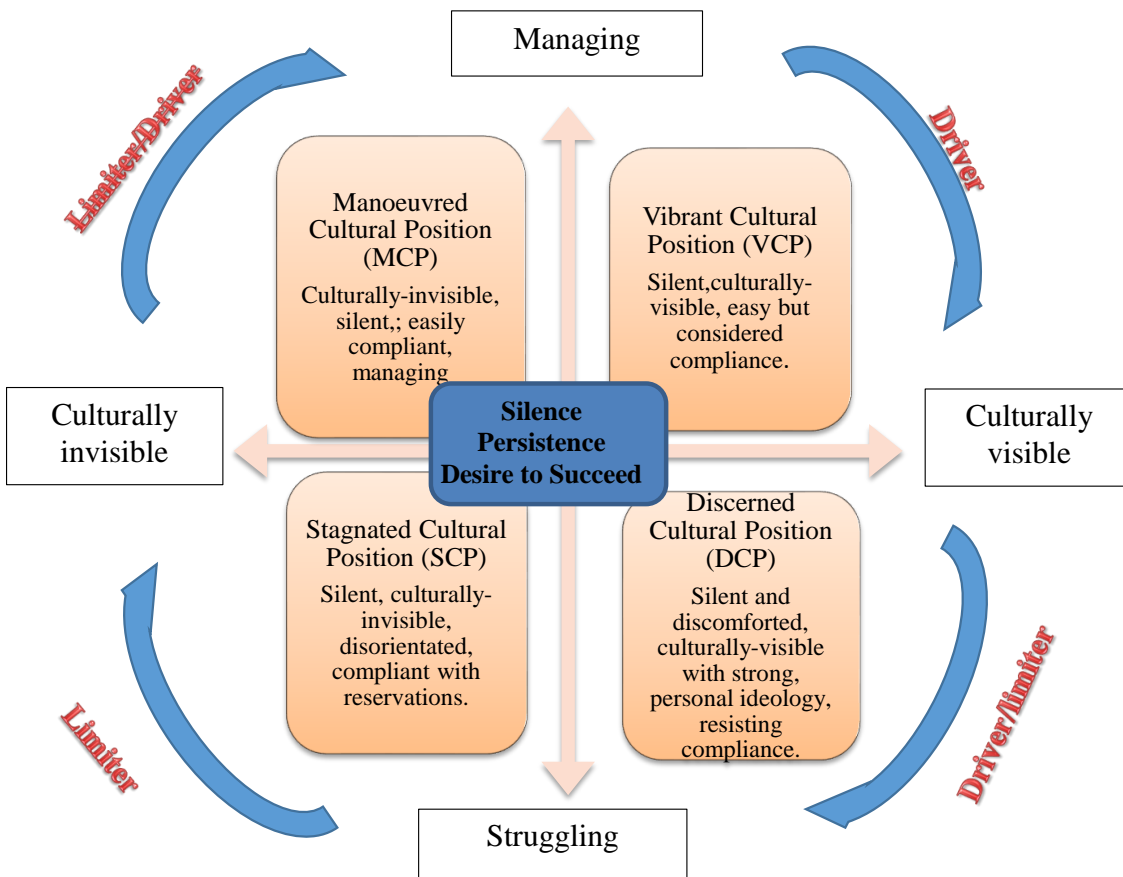 Managing
Limiter/Driver
Driver
Manoeuvred
Cultural Position
(MCP)
Culturally-invisible,
silent,; easily
compliant,
managing
Vibrant Cultural
Position (VCP)
Silent,culturally-
visible, easy but
considered
compliance.
Culturally
invisible
Silence
Persistence
Desire to Succeed
Culturally
visible
Stagnated Cultural
Position (SCP)
Silent, culturally-
invisible,
disorientated,
compliant with
reservations.
Discerned
Cultural Position
(DCP)
Silent and
discomforted,
culturally-visible
with strong,
personal ideology,
resisting
compliance.
Limiter
Driver/limiter
Struggling